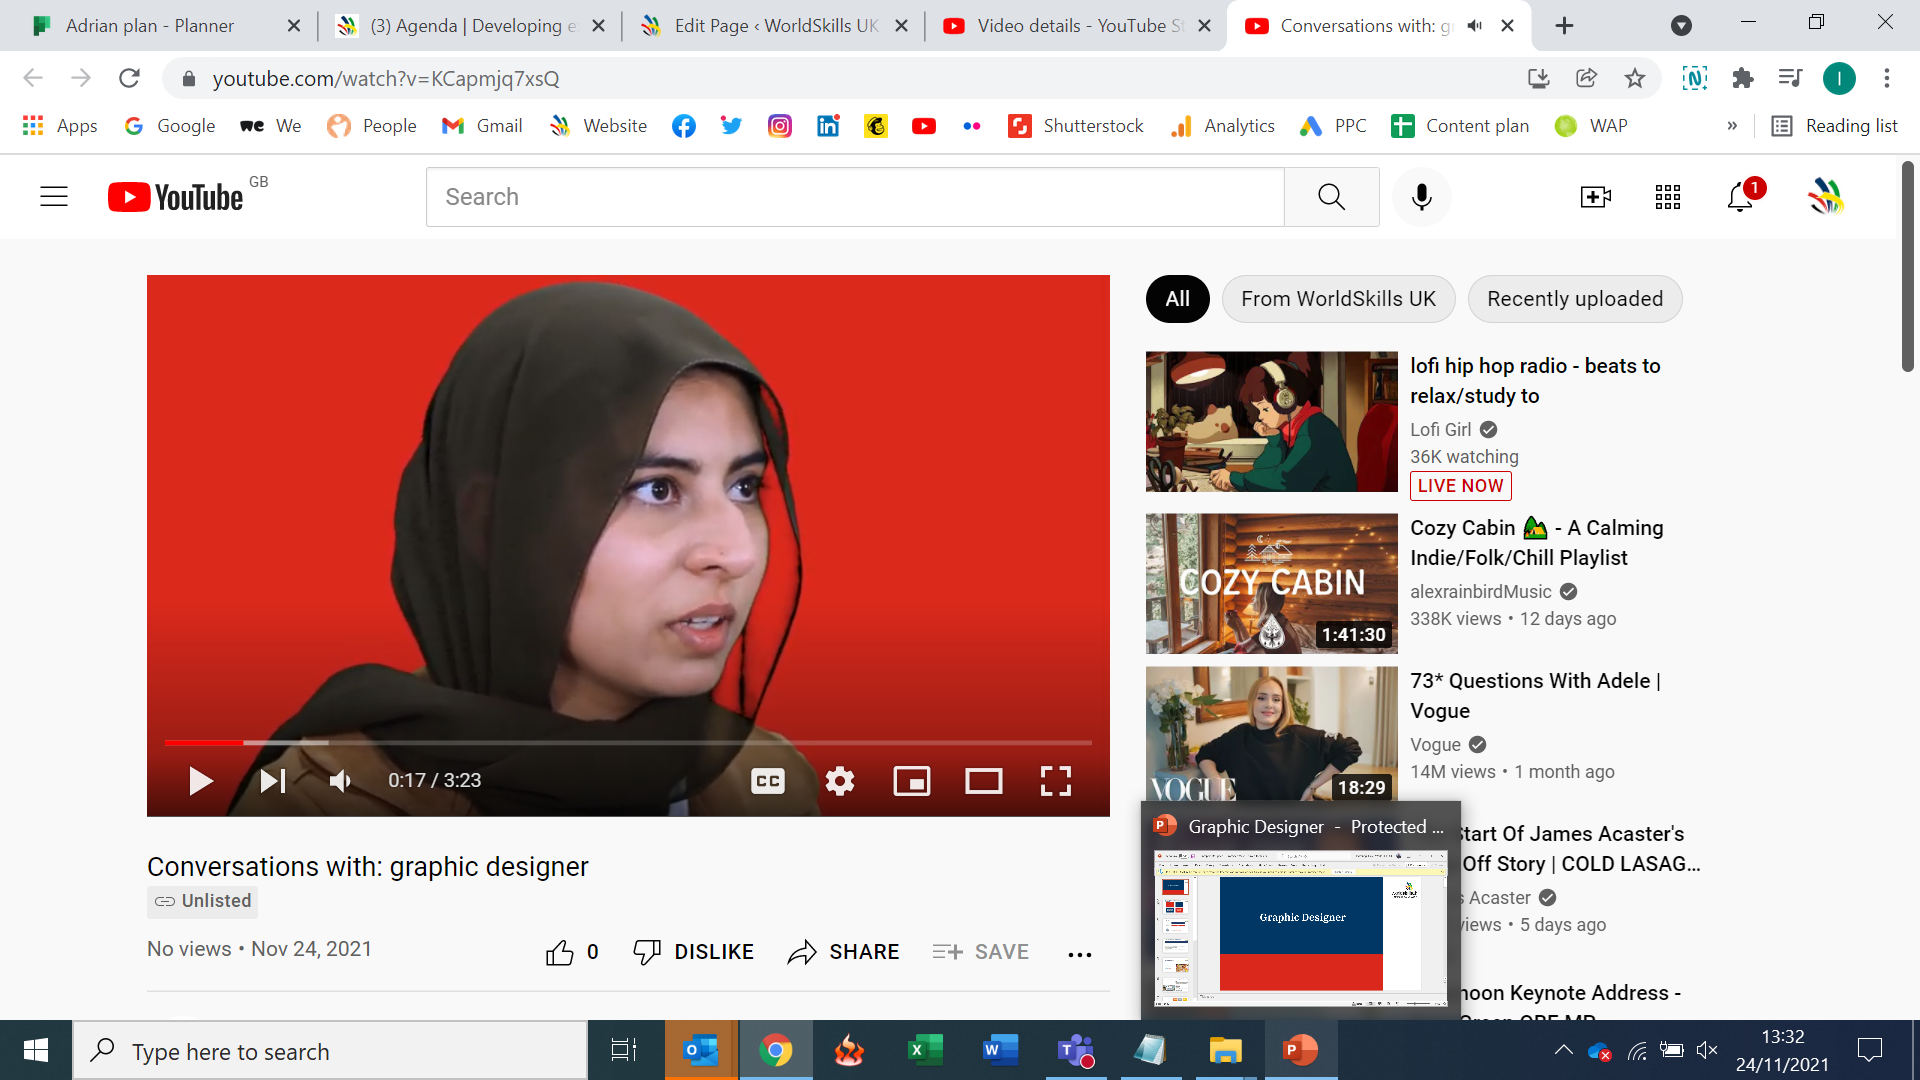 Adrian plan - Planner
(3) Agenda | Developing e
Edit Page ‹ WorldSkills UK
Video details - YouTube St
Conversations with: gr
youtube.com/watch?v=KCapmjq7xsQ
I
Apps
Google
We
People
Gmail
Website
Shutterstock
Analytics
PPC
Content plan
WAP
»
Reading list
YouTube GB
Search
1
All
From WorldSkills UK
Recently uploaded
lofi hip hop radio - beats to
relax/study to
Lofi Girl
36K watching
LIVE NOW
COZY CABIN
1:41:30
Cozy Cabin 🏕 - A Calming
Indie/Folk/Chill Playlist
alexrainbirdMusic
338K views • 12 days ago
VOGUE
18:29
73* Questions With Adele |
Vogue
Vogue
14M views • 1 month ago
0:17 / 3:23
CC
Graphic Designer - Protected ...
Graphic Designer
Start Of James Acaster's
Off Story | COLD LASAG...
s Acaster
views • 5 days ago
noon Keynote Address -
Conversations with: graphic designer
Unlisted
No views • Nov 24, 2021
0
DISLIKE
SHARE
SAVE
Type here to search
13:32
24/11/2021